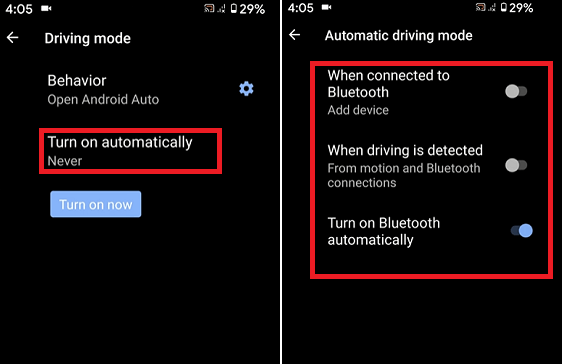 4:05
29%
Driving mode
Behavior
Open Android Auto
Turn on automatically
Never
Turn on now
4:05
29%
Automatic driving mode
When connected to
Bluetooth
Add device
When driving is detected
From motion and Bluetooth
connections
Turn on Bluetooth
automatically